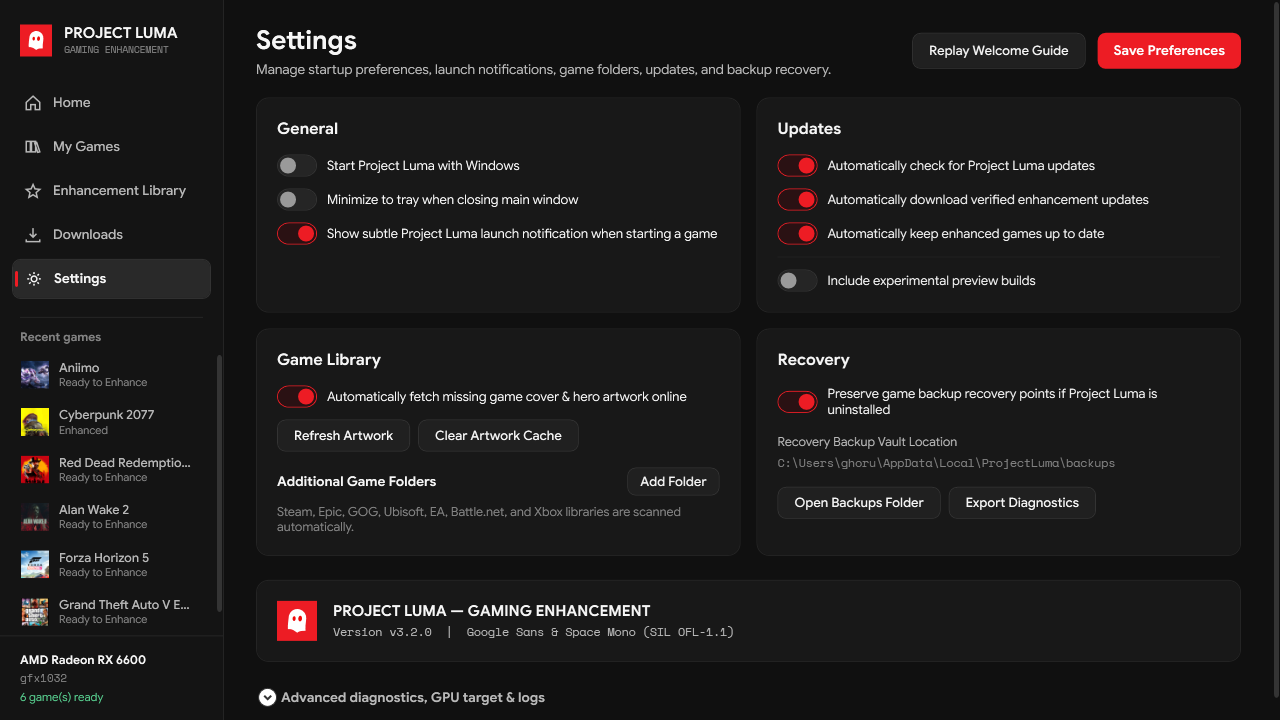 PROJECT LUMA
GAMING ENHANCEMENT
Home
My Games
Enhancement Library
Downloads
Settings
Recent games
Aniimo
Ready to Enhance
Cyberpunk 2077
Enhanced
Red Dead Redemptio...
Ready to Enhance
Alan Wake 2
Ready to Enhance
Forza Horizon 5
Ready to Enhance
Grand Theft Auto V E...
Ready to Enhance
AMD Radeon RX 6600
gfx1032
6 game(s) ready
Settings
Manage startup preferences, launch notifications, game folders, updates, and backup recovery.
Replay Welcome Guide
Save Preferences
General
Start Project Luma with Windows
Minimize to tray when closing main window
Show subtle Project Luma launch notification when starting a game
Updates
Automatically check for Project Luma updates
Automatically download verified enhancement updates
Automatically keep enhanced games up to date
Include experimental preview builds
Game Library
Automatically fetch missing game cover & hero artwork online
Refresh Artwork
Clear Artwork Cache
Additional Game Folders
Add Folder
Steam, Epic, GOG, Ubisoft, EA, Battle.net, and Xbox libraries are scanned
automatically.
Recovery
Preserve game backup recovery points if Project Luma is
uninstalled
Recovery Backup Vault Location
C:\Users\ghoru\AppData\Local\ProjectLuma\backups
Open Backups Folder
Export Diagnostics
PROJECT LUMA — GAMING ENHANCEMENT
Version v3.2.0 | Google Sans & Space Mono (SIL OFL-1.1)
Advanced diagnostics, GPU target & logs